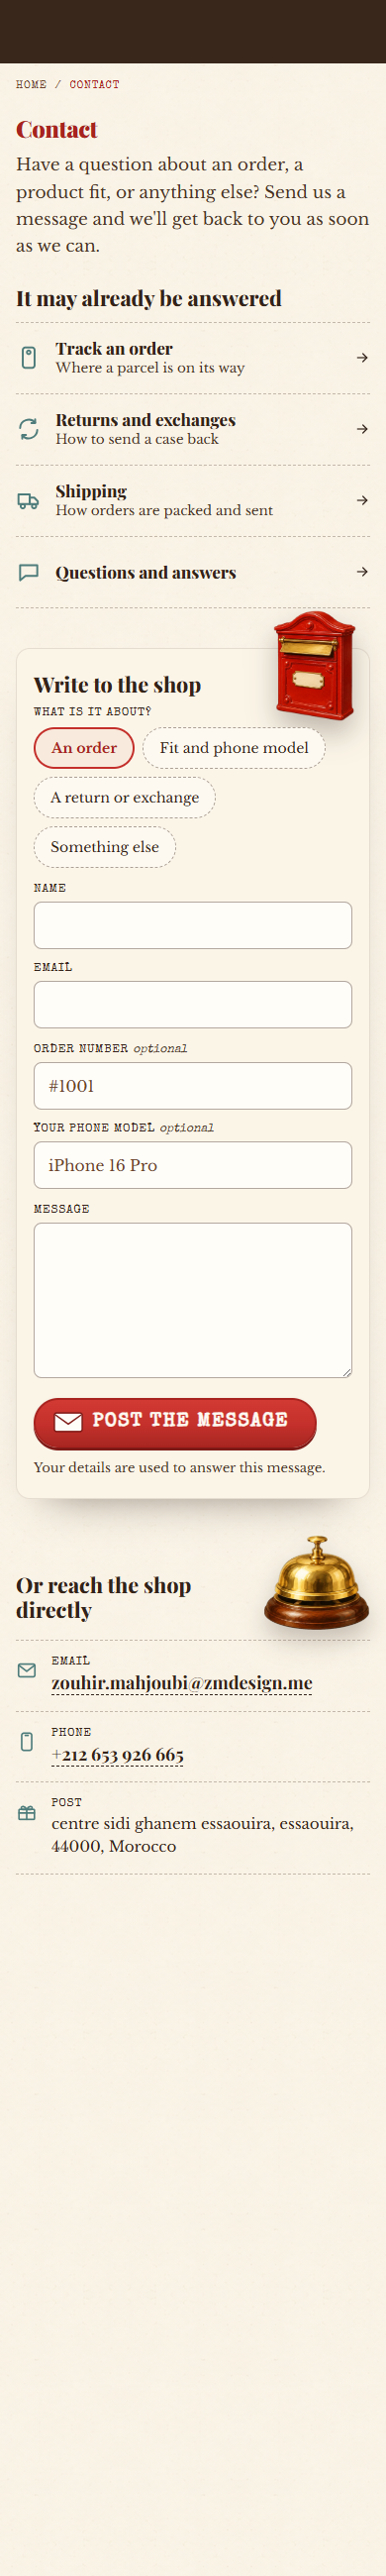 HOME / CONTACT
Contact
Have a question about an order, a
product fit, or anything else? Send us a
message and we'll get back to you as soon
as we can.
It may already be answered
Track an order
Where a parcel is on its way
Returns and exchanges
How to send a case back
Shipping
How orders are packed and sent
Questions and answers
Write to the shop
WHAT IS IT ABOUT?
An order
Fit and phone model
A return or exchange
Something else
NAME
EMAIL
ORDER NUMBER optional
#1001
YOUR PHONE MODEL optional
iPhone 16 Pro
MESSAGE
POST THE MESSAGE
Your details are used to answer this message.
Or reach the shop
directly
EMAIL
zouhir.mahjoubi@zmdesign.me
PHONE
+212 653 926 665
POST
centre sidi ghanem essaouira, essaouira,
44000, Morocco